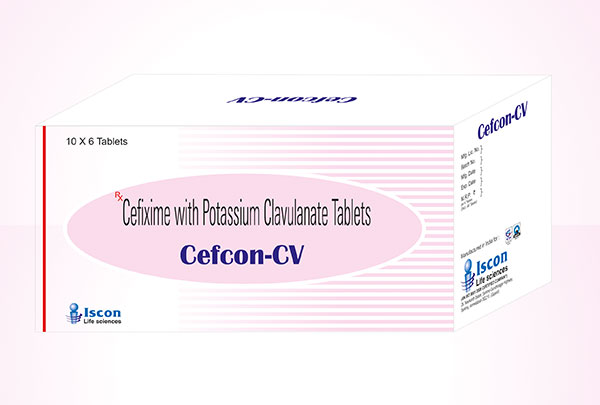 Cefcon-CV
10 X 6 Tablets
Rx
Cefixime with Potassium Clavulanate Tablets
Cefcon-CV
Iscon
Life sciences
Cefcon-CV
Mfg. Lic. No.
Batch No.
Mfg. Date
Exp. Date
M.R.P. ₹
Manufactured in India for :
Iscon
Life sciences